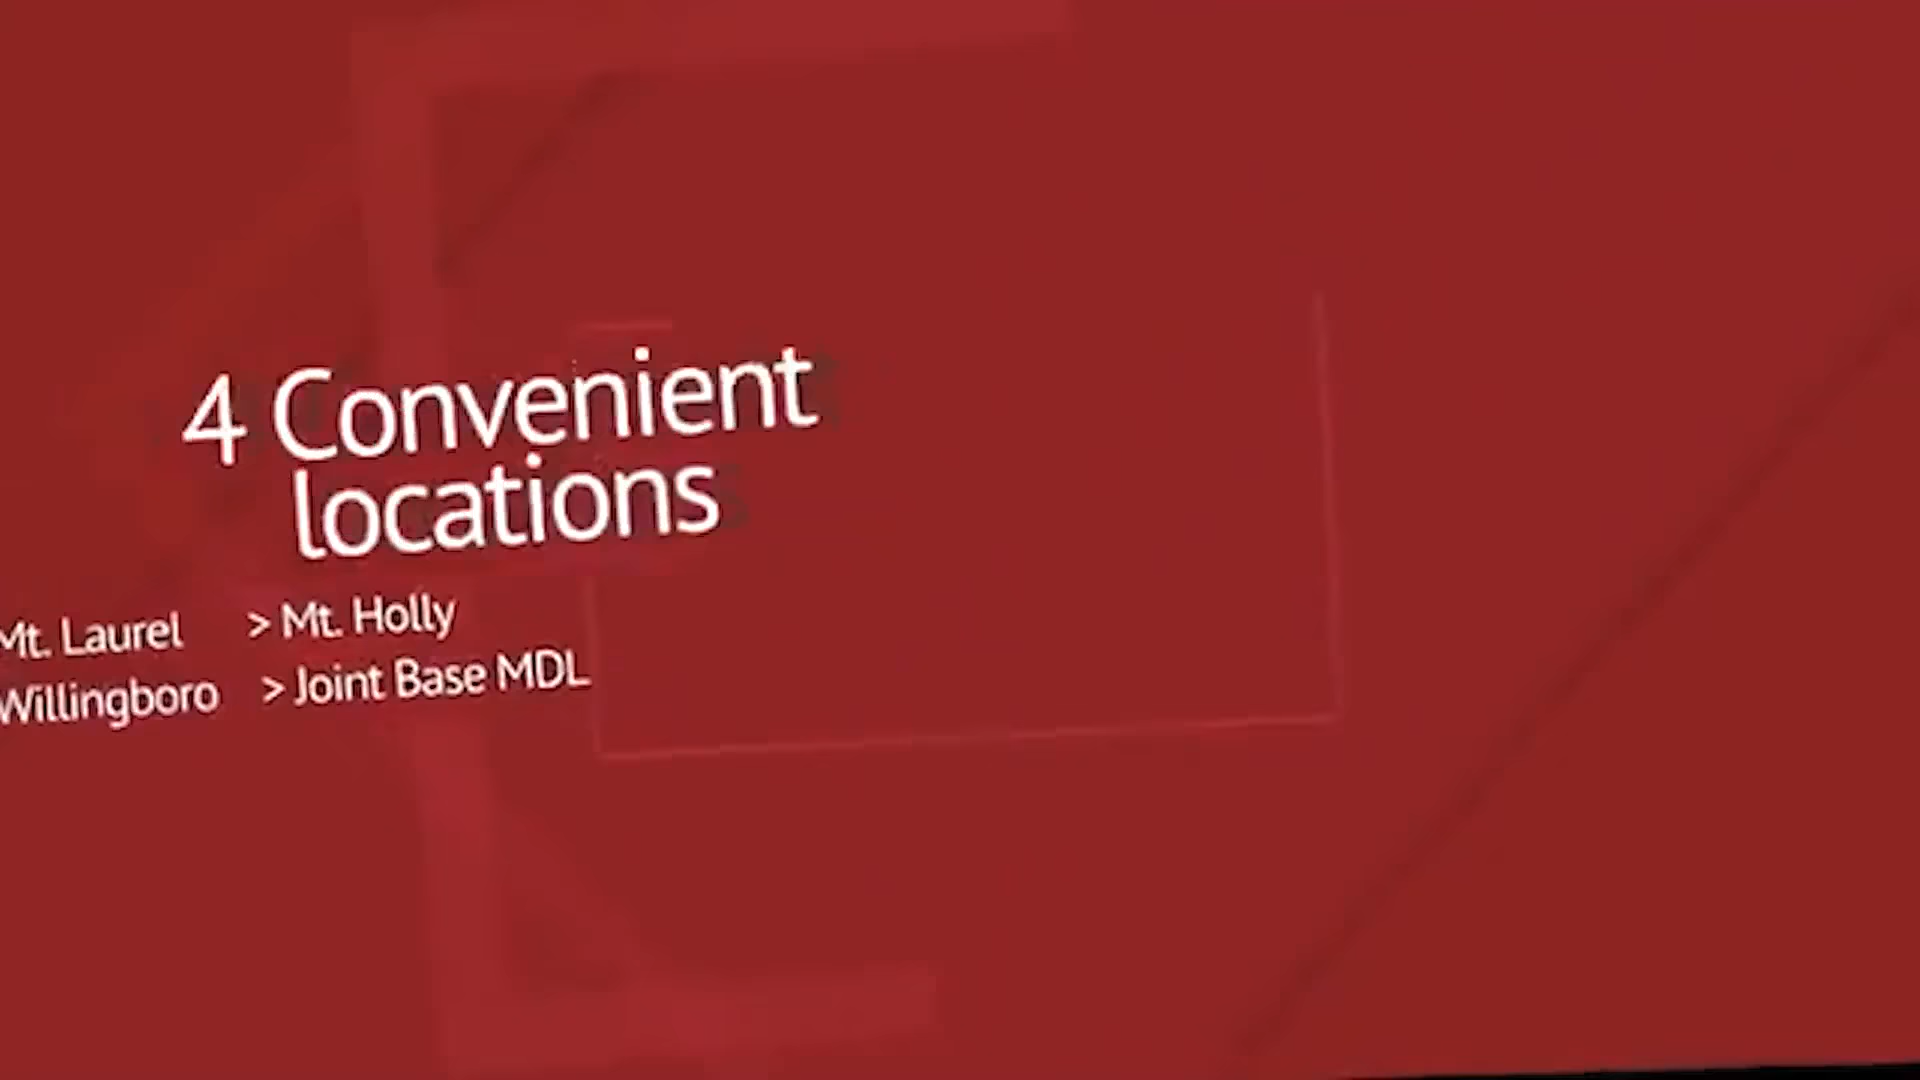 4 Convenient
locations
Mt. Laurel > Mt. Holly
Willingboro > Joint Base MDL